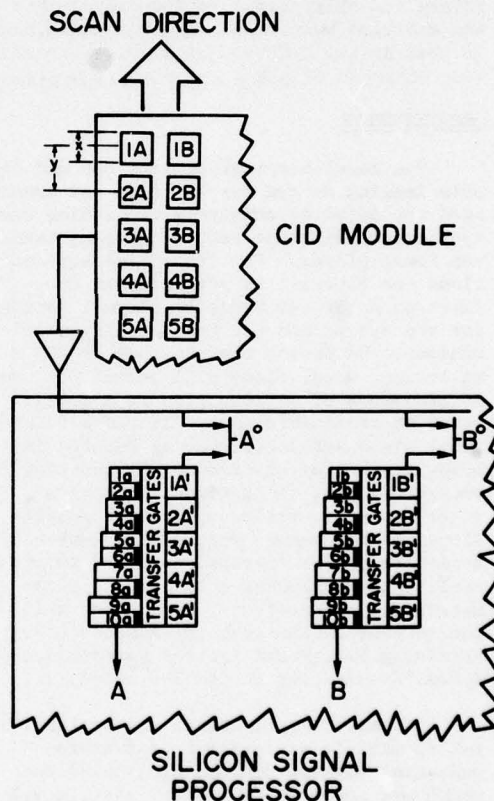 SCAN DIRECTION
x
y
1A 1B
2A 2B
3A 3B
4A 4B
5A 5B
CID MODULE
A°
B°
1a
2a
3a
4a
5a
6a
7a
8a
9a
10a
TRANSFER GATES
1A'
2A'
3A'
4A'
5A'
1b
2b
3b
4b
5b
6b
7b
8b
9b
10b
TRANSFER GATES
1B'
2B'
3B'
4B'
5B'
A
B
SILICON SIGNAL
PROCESSOR